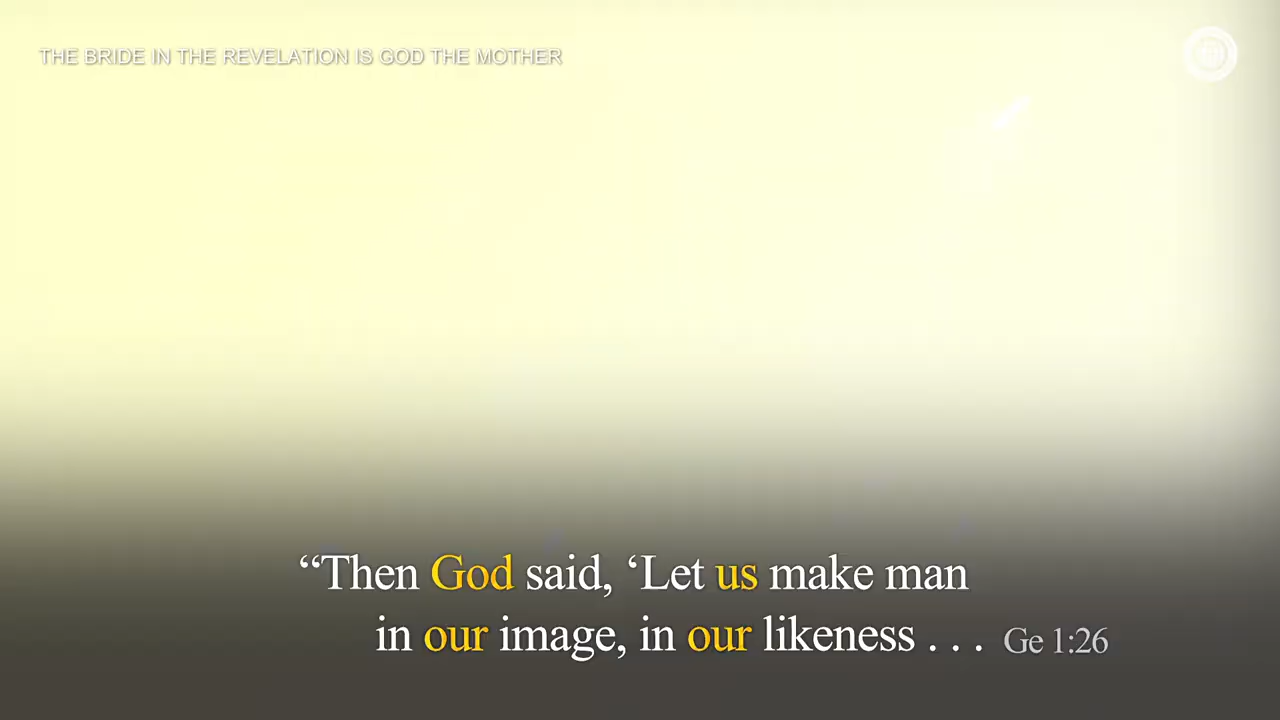 THE BRIDE IN THE REVELATION IS GOD THE MOTHER
“Then God said, ‘Let us make man
in our image, in our likeness . . . Ge 1:26